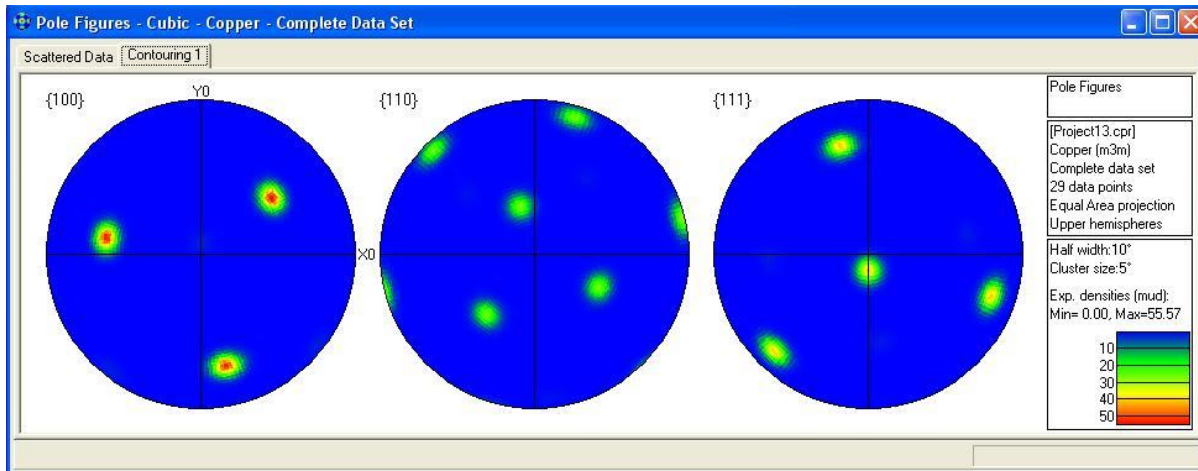 Pole Figures - Cubic - Copper - Complete Data Set
Scattered Data
Contouring 1
{100}
Y0
X0
{110}
{111}
Pole Figures
[Project13.cpr]
Copper (m3m)
Complete data set
29 data points
Equal Area projection
Upper hemispheres
Half width:10°
Cluster size:5°
Exp. densities (mud):
Min= 0.00, Max=55.57
10
20
30
40
50